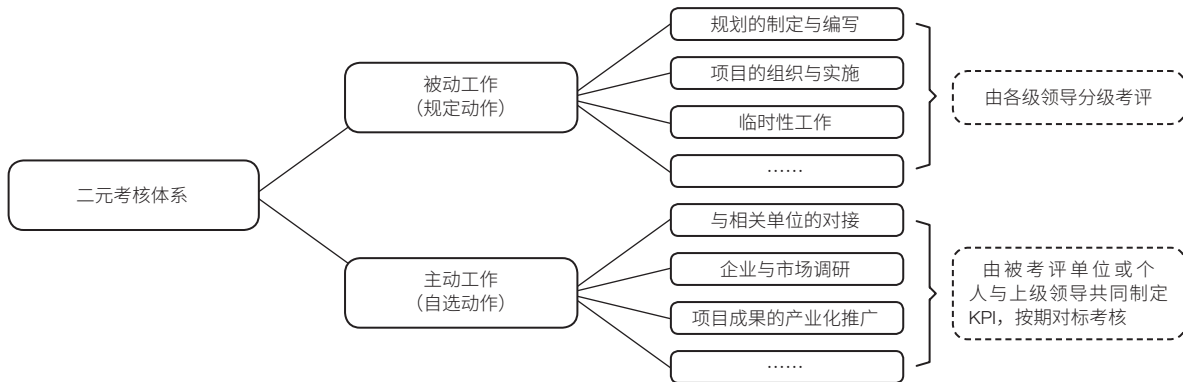 二元考核体系
被动工作
（规定动作）
规划的制定与编写
项目的组织与实施
临时性工作
……
由各级领导分级考评
主动工作
（自选动作）
与相关单位的对接
企业与市场调研
项目成果的产业化推广
……
由被考评单位或个
人与上级领导共同制定
KPI，按期对标考核